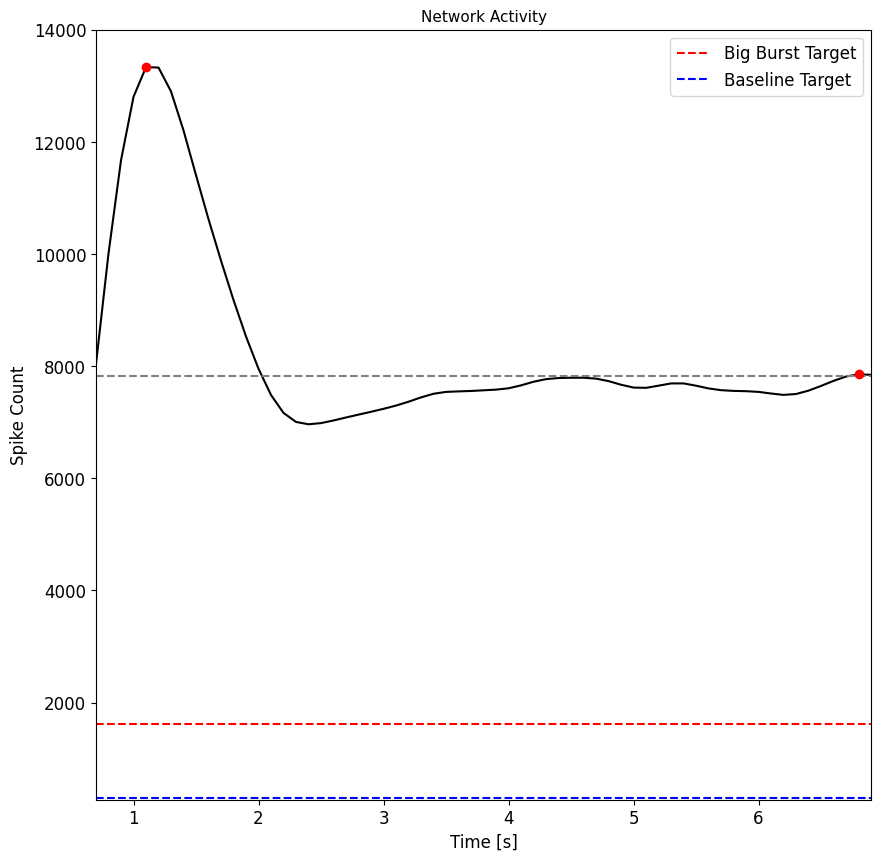 Network Activity
Big Burst Target
Baseline Target
14000
12000
10000
8000
6000
4000
2000
Spike Count
1
2
3
4
5
6
Time [s]